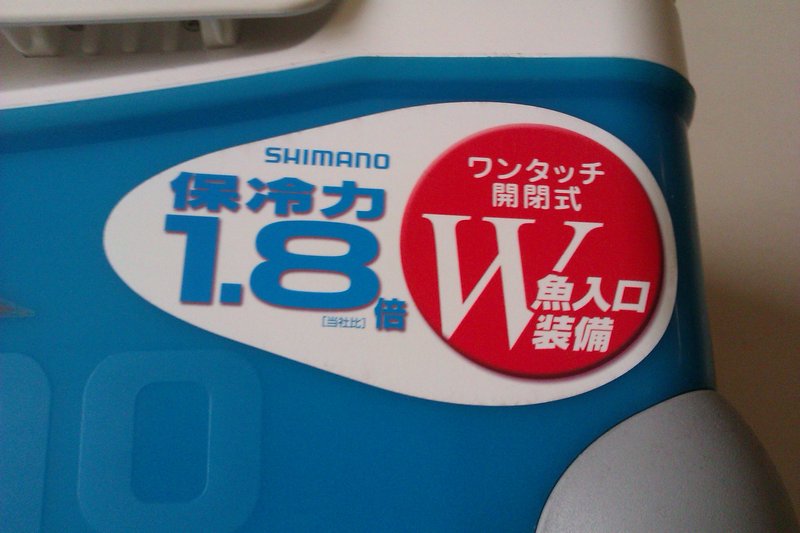 SHIMANO
保冷力
1.8倍
[当社比]
ワンタッチ
開閉式
W魚入口
装備